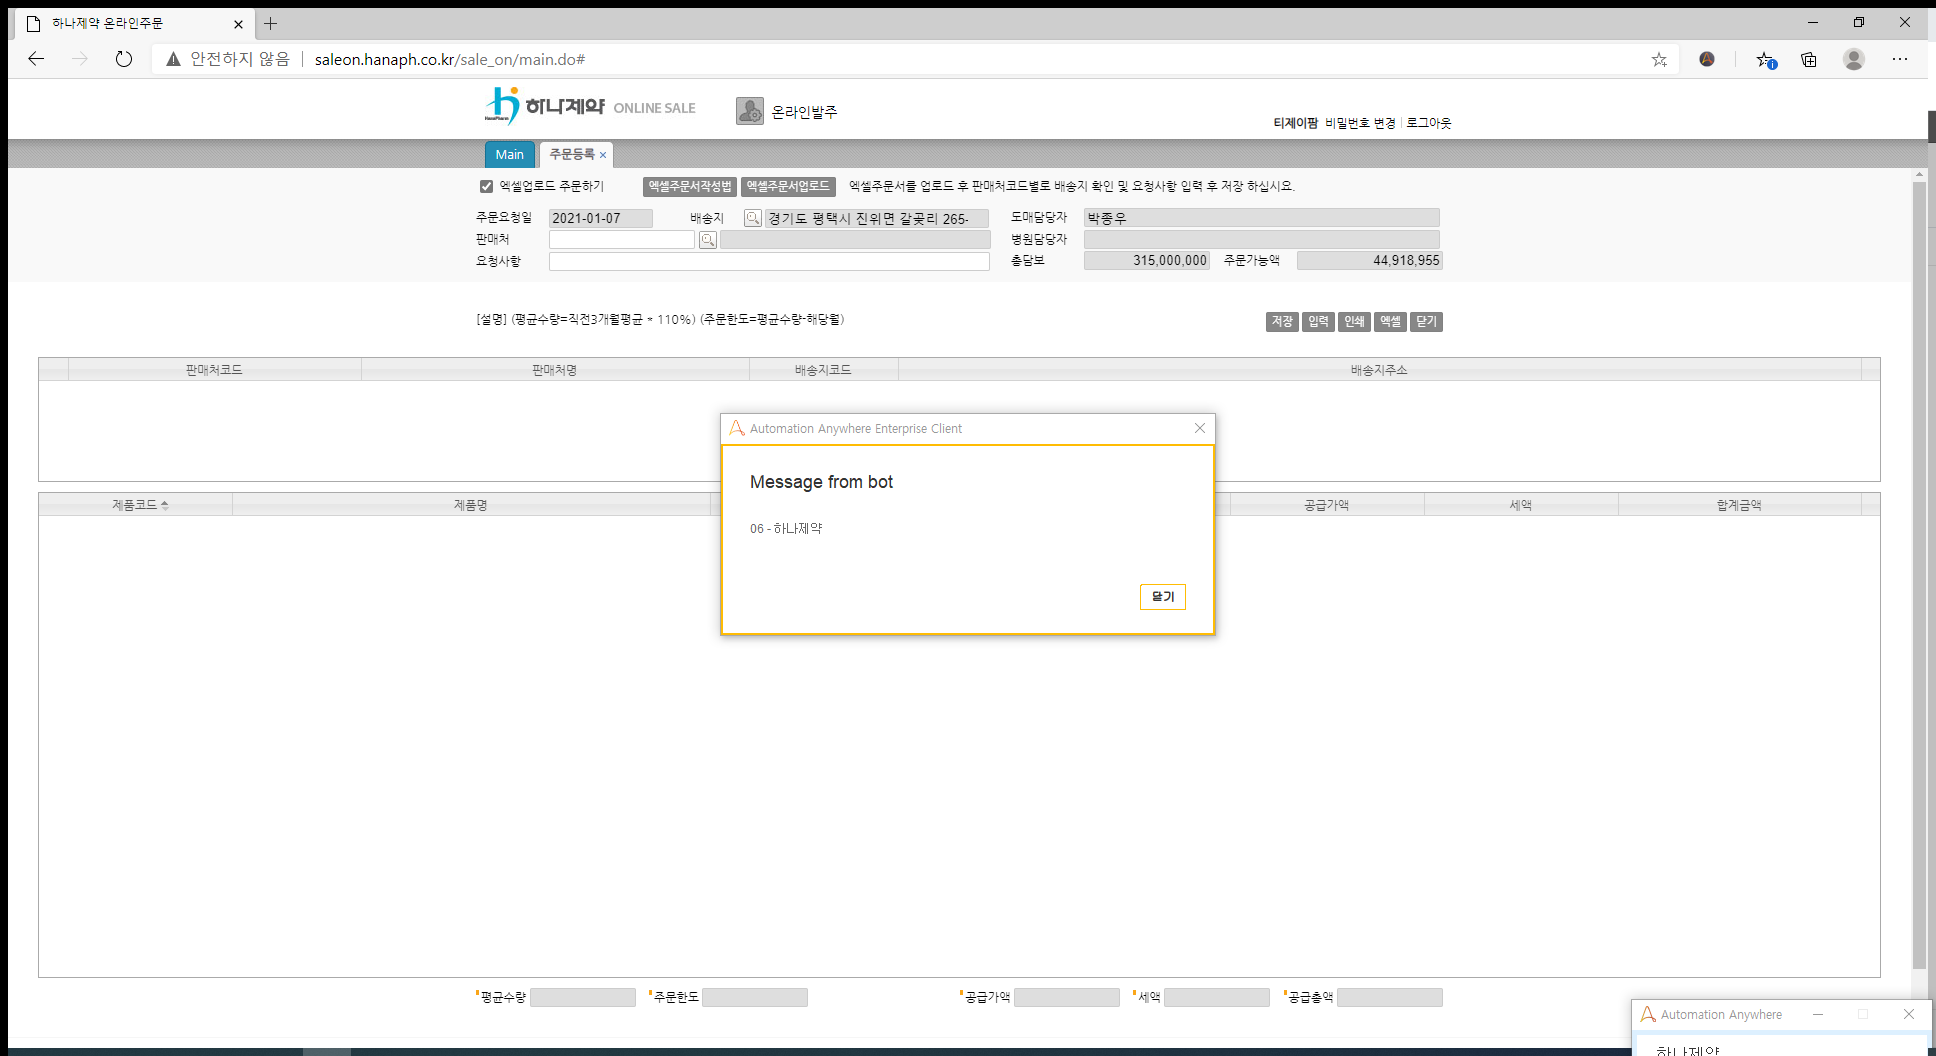 하나제약 온라인주문
안전하지 않음 saleon.hanaph.co.kr/sale_on/main.do#
HanaPharm 하나제약 ONLINE SALE 온라인발주
티제이팜 비밀번호 변경 | 로그아웃
Main 주문등록 ×
엑셀업로드 주문하기 엑셀주문서작성법 엑셀주문서업로드 엑셀주문서를 업로드 후 판매처코드별로 배송지 확인 및 요청사항 입력 후 저장 하십시요.
주문요청일 2021-01-07 배송지 경기도 평택시 진위면 갈곶리 265- 도매담당자 박종우
판매처 병원담당자
요청사항 총담보 315,000,000 주문가능액 44,918,955
[설명] (평균수량=직전3개월평균 * 110%) (주문한도=평균수량-해당월) 저장 입력 인쇄 엑셀 닫기
판매처코드 판매처명 배송지코드 배송지주소
Automation Anywhere Enterprise Client
Message from bot
제품코드 제품명 공급가액 세액 합계금액
06 - 하나제약
닫기
평균수량 주문한도 공급가액 세액 공급총액
Automation Anywhere
하나제약